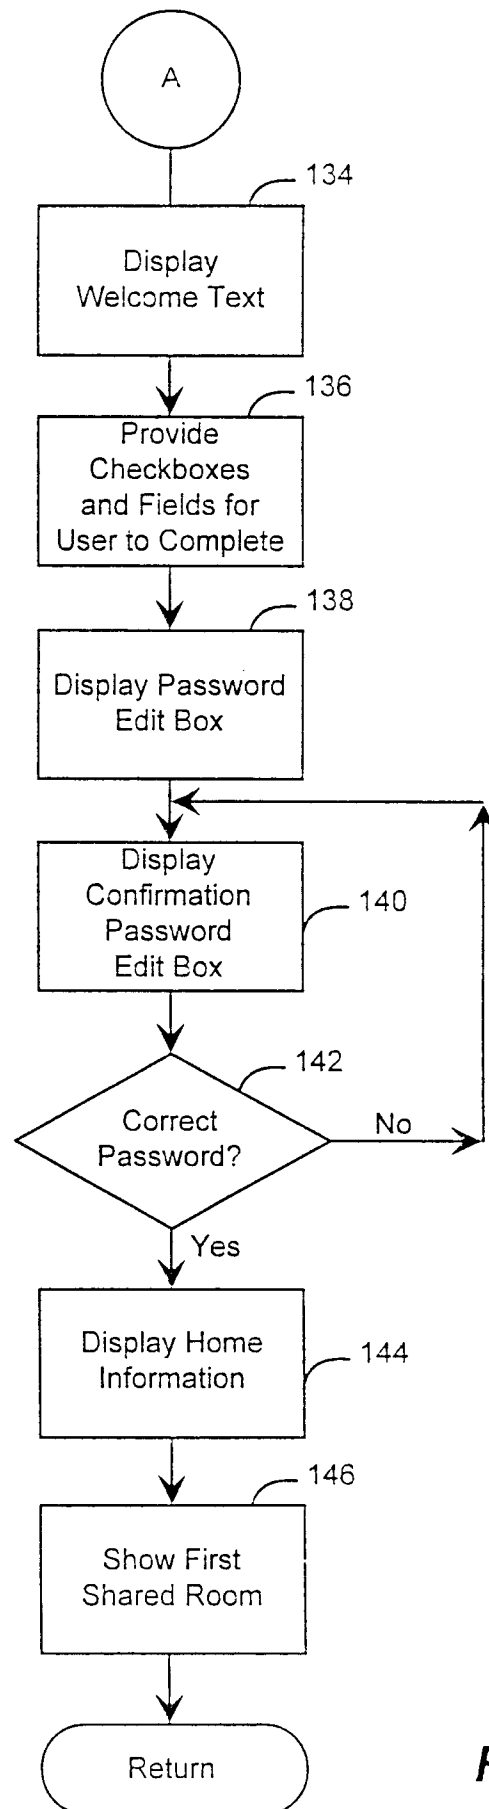 A
134
Display
Welcome Text
136
Provide
Checkboxes
and Fields for
User to Complete
138
Display Password
Edit Box
Display
Confirmation
Password
Edit Box
140
142
Correct
Password?
No
Yes
Display Home
Information
144
146
Show First
Shared Room
Return